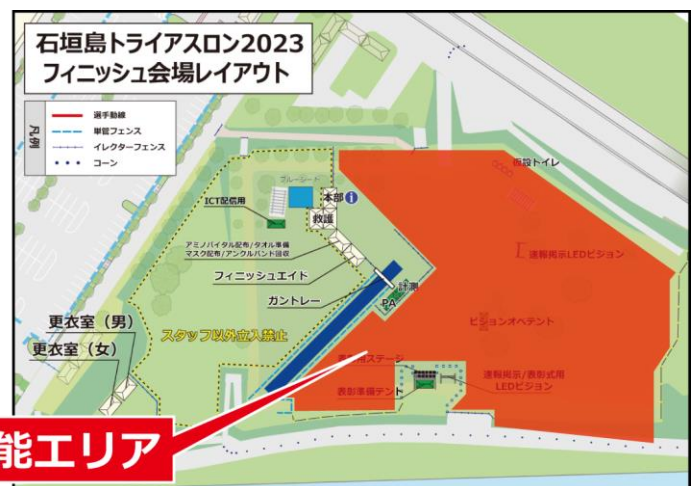 石垣島トライアスロン2023
フィニッシュ会場レイアウト
凡例
選手動線
単管フェンス
イレクターフェンス
コーン
仮設トイレ
ブルーシート
本部
i
ICT配信用
救護
アミノバイタル配布/タオル準備
マスク配布/アンクルバンド回収
速報掲示LEDビジョン
フィニッシュエイド
計測
ガントレー
PA
ビジョンオペテント
更衣室(男)
スタッフ以外立入禁止
更衣室(女)
ステージ
速報掲示/表彰式用
LEDビジョン
表彰準備テント
能エリア